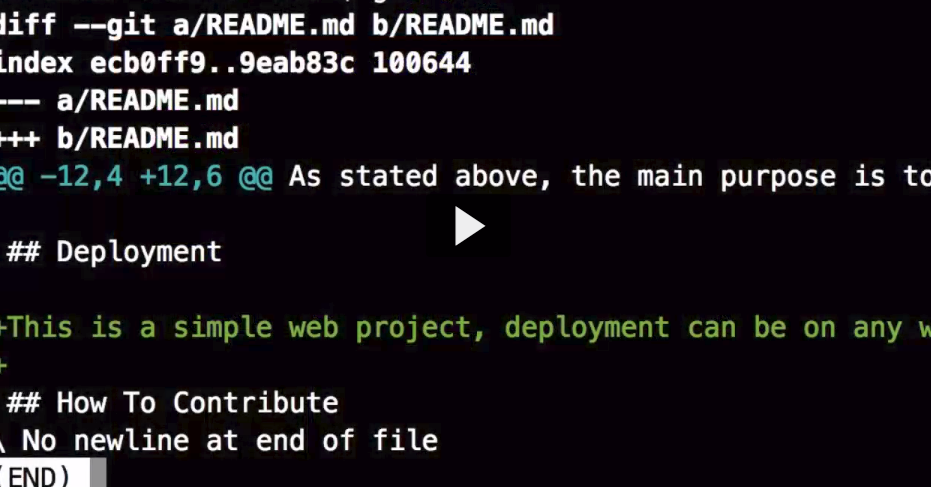 diff --git a/README.md b/README.md
index ecb0ff9..9eab83c 100644
--- a/README.md
+++ b/README.md
@@ -12,4 +12,6 @@ As stated above, the main purpose is to
## Deployment
+This is a simple web project, deployment can be on any
+
## How To Contribute
\ No newline at end of file
(END)